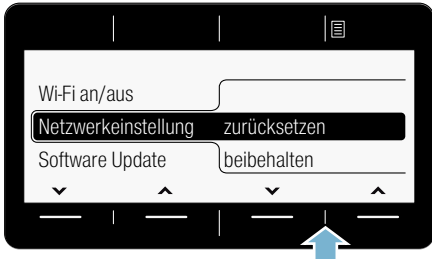 Wi-Fi an/aus
Netzwerkeinstellung zurücksetzen
Software Update beibehalten